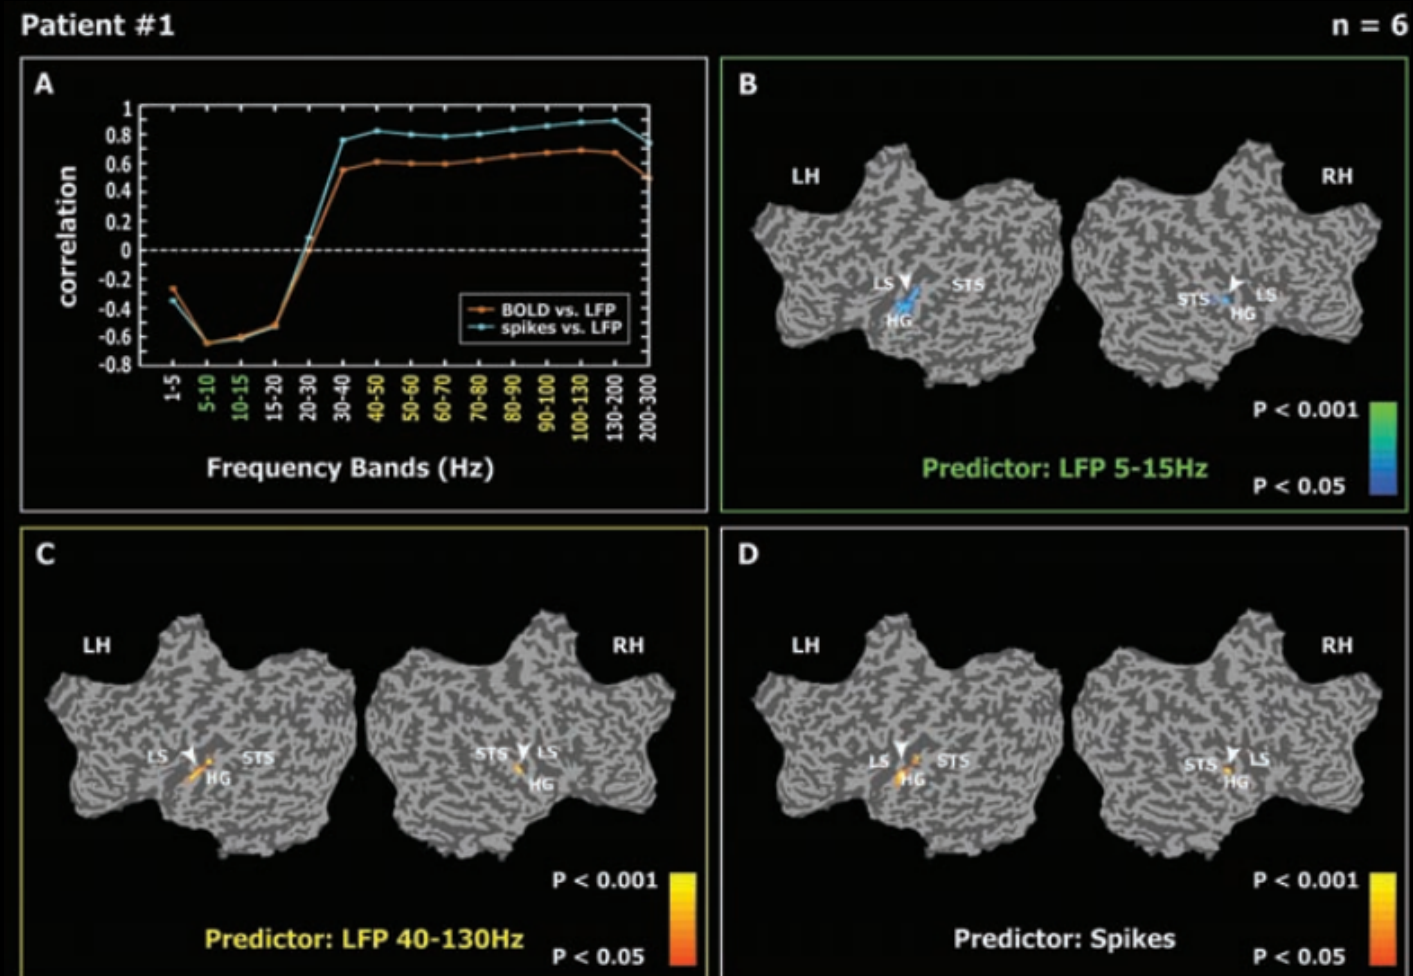 Patient #1
n = 6
A
1
0.8
0.6
0.4
0.2
0
-0.2
-0.4
-0.6
-0.8
correlation
BOLD vs. LFP
spikes vs. LFP
1-5
5-10
10-15
15-20
20-30
30-40
40-50
50-60
60-70
70-80
80-90
90-100
100-130
130-200
200-300
Frequency Bands (Hz)
B
LH
RH
LS
STS
HG
STS
LS
HG
P < 0.001
P < 0.05
Predictor: LFP 5-15Hz
C
LH
RH
LS
STS
HG
STS
LS
HG
P < 0.001
P < 0.05
Predictor: LFP 40-130Hz
D
LH
RH
LS
STS
HG
STS
LS
HG
P < 0.001
P < 0.05
Predictor: Spikes